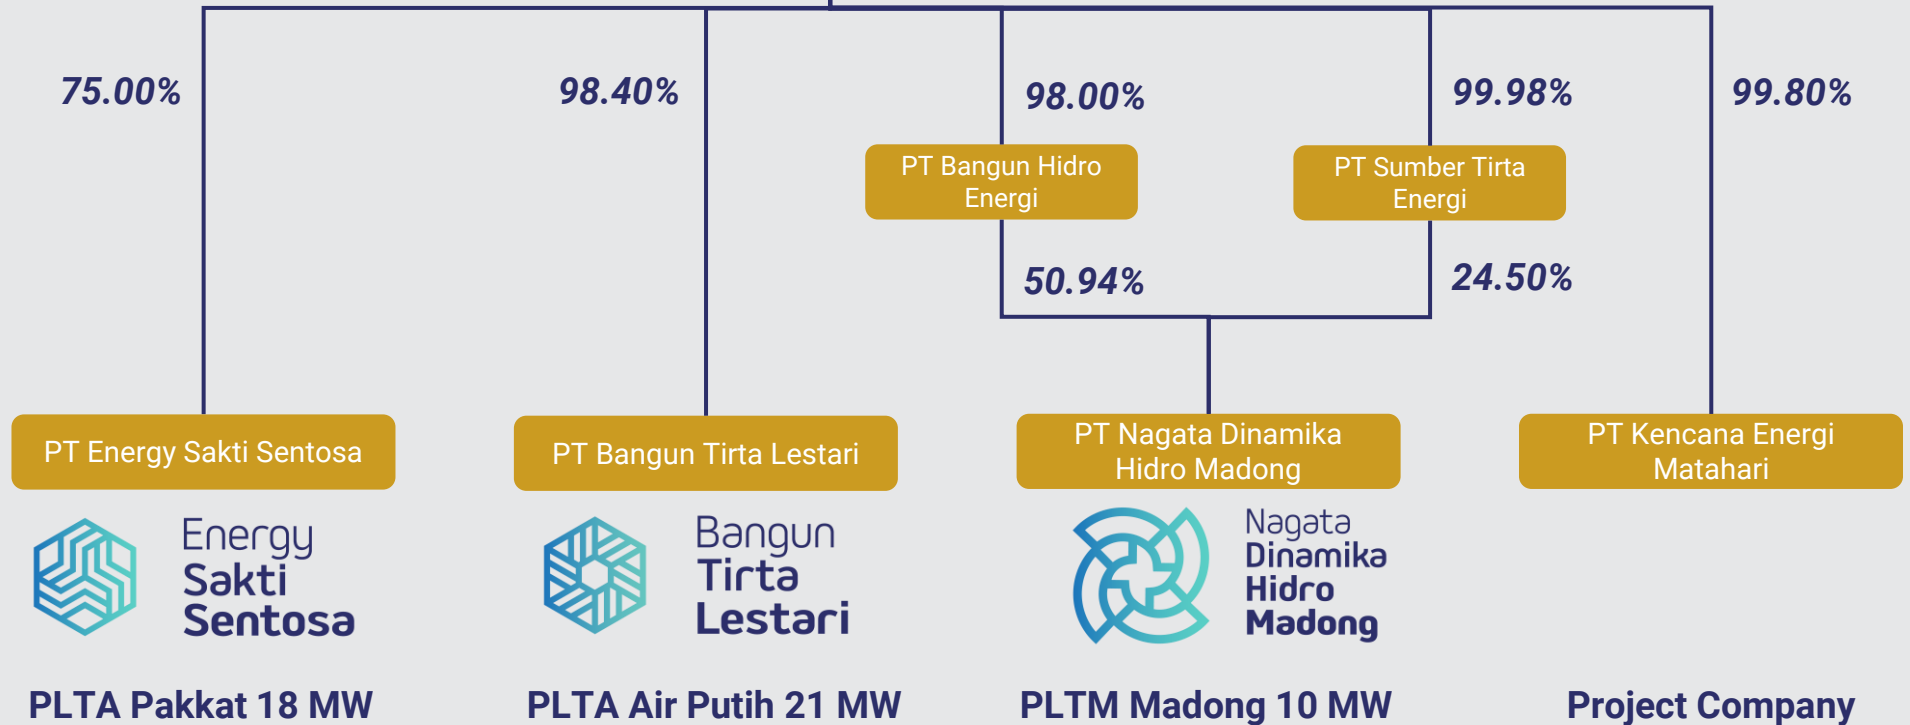 75.00%
98.40%
98.00%
99.98%
99.80%
PT Bangun Hidro
Energi
PT Sumber Tirta
Energi
50.94%
24.50%
PT Energy Sakti Sentosa
PT Bangun Tirta Lestari
PT Nagata Dinamika
Hidro Madong
PT Kencana Energi
Matahari
Energy
Sakti
Sentosa
Bangun
Tirta
Lestari
Nagata
Dinamika
Hidro
Madong
PLTA Pakkat 18 MW
PLTA Air Putih 21 MW
PLTM Madong 10 MW
Project Company